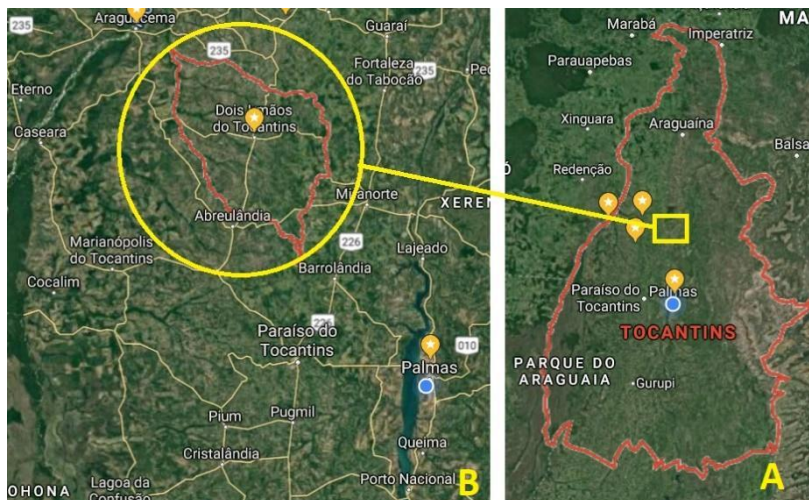 235
Araguacema
235
Guaraí
Fortaleza
do Tabocão
235
Eterno
Dois Irmãos
do Tocantins
Caseara
Miranorte
Abreulândia
226
Lajeado
Marianópolis
do Tocantins
Barrolândia
Cocalim
226
Paraíso do
Tocantins
010
Palmas
Pium
Pugmil
Cristalândia
Queima
Lagoa da
Confusão
Porto Nacional
B
Marabá
MA
Imperatriz
Parauapebas
Xinguara
Araguaína
Balsa
Redenção
Paraíso do
Tocantins
Palmas
TOCANTINS
PARQUE DO
ARAGUAIA
Gurupi
A